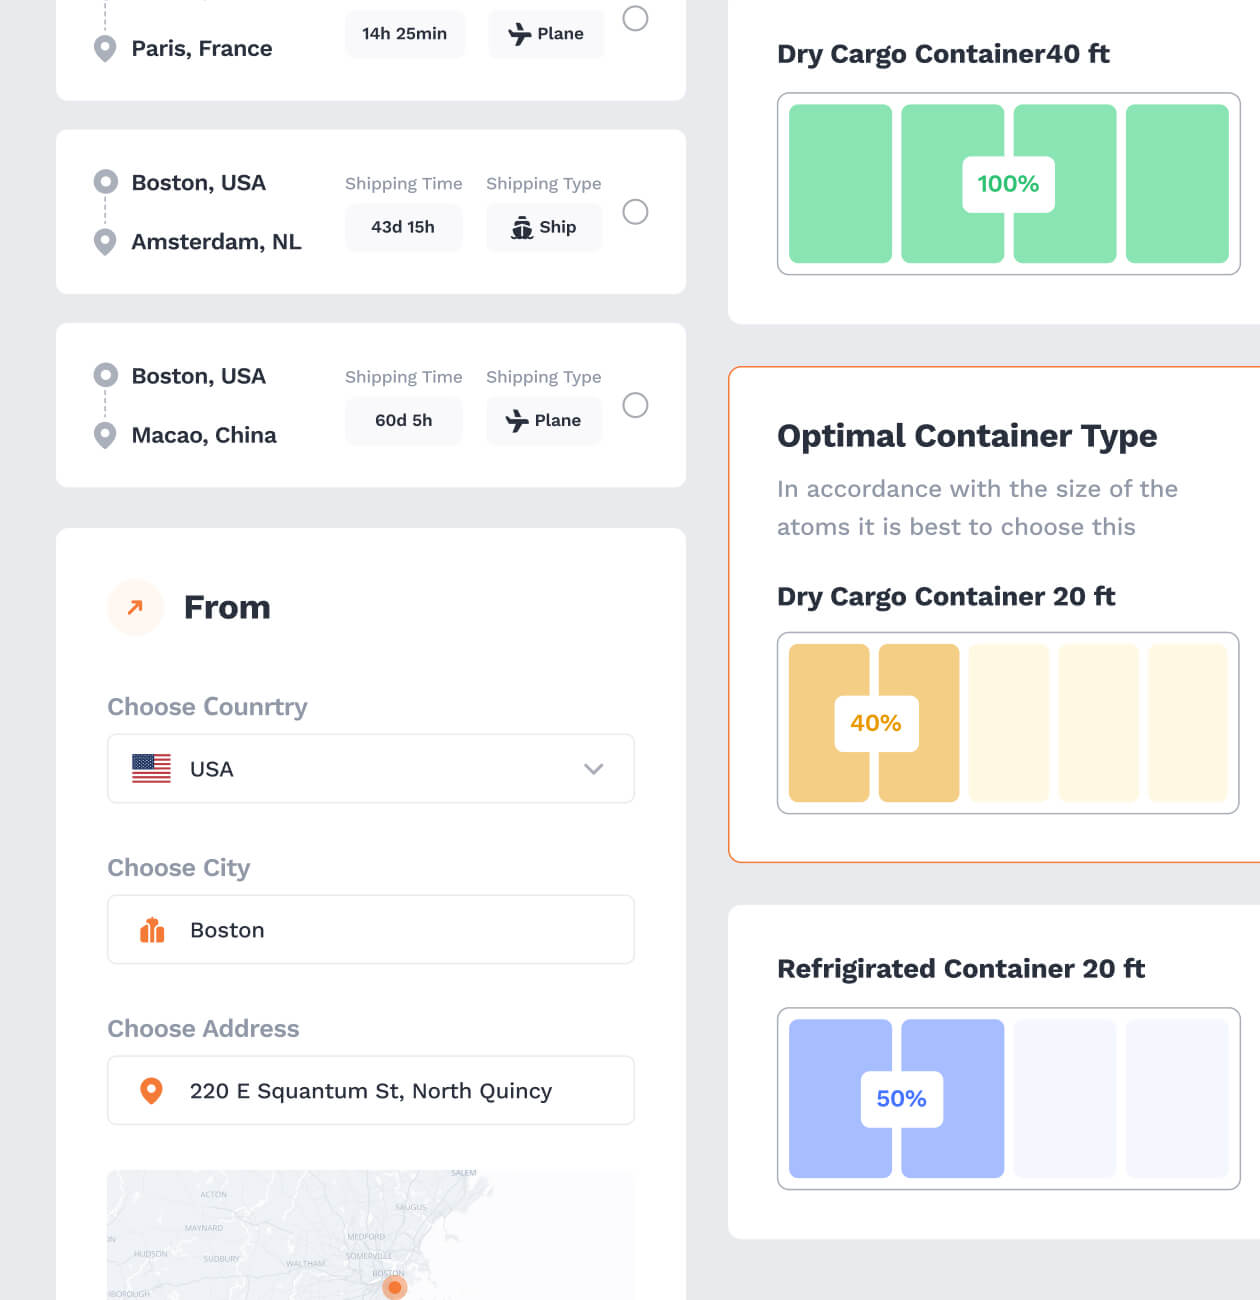 Paris, France
14h 25min
Plane
Boston, USA
Amsterdam, NL
Shipping Time
43d 15h
Shipping Type
Ship
Boston, USA
Macao, China
Shipping Time
60d 5h
Shipping Type
Plane
From
Choose Counrtry
USA
Choose City
Boston
Choose Address
220 E Squantum St, North Quincy
SALEM
ACTON
SAUGUS
MAYNARD
MEDFORD
HUDSON
SUDBURY
WALTHAM
SOMERVILLE
BOSTON
Dry Cargo Container40 ft
100%
Optimal Container Type
In accordance with the size of the
atoms it is best to choose this
Dry Cargo Container 20 ft
40%
Refrigirated Container 20 ft
50%